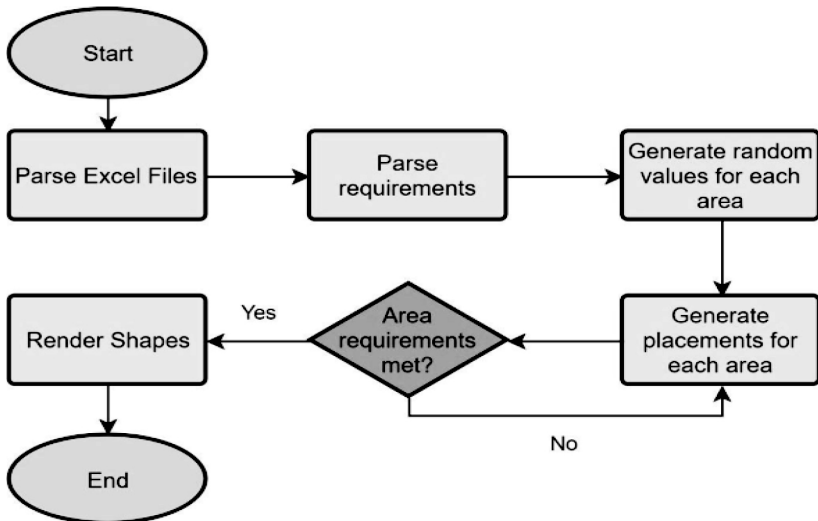 Start
Parse Excel Files
Parse
requirements
Generate random
values for each
area
Generate
placements for
each area
Area
requirements
met?
Yes
No
Render Shapes
End